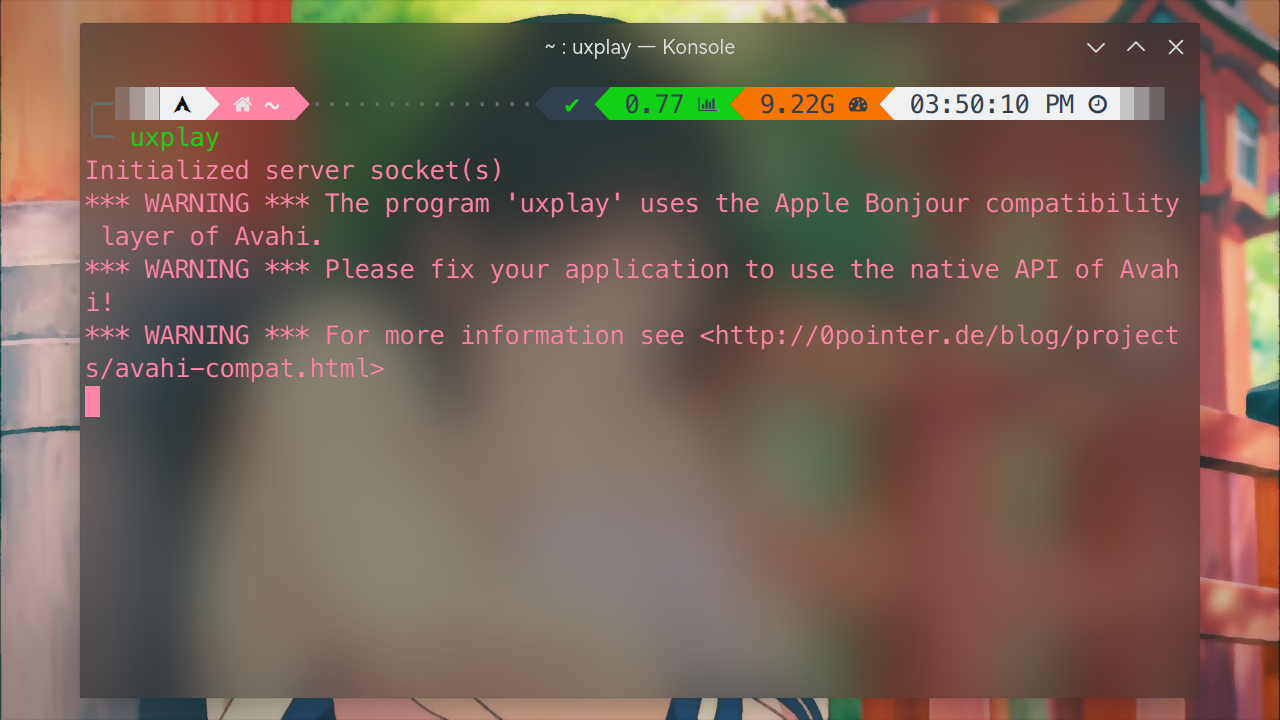 ~ : uxplay — Konsole
~ ✔ 0.77 9.22G 03:50:10 PM
uxplay
Initialized server socket(s)
*** WARNING *** The program 'uxplay' uses the Apple Bonjour compatibility
layer of Avahi.
*** WARNING *** Please fix your application to use the native API of Avah
i!
*** WARNING *** For more information see <http://0pointer.de/blog/project
s/avahi-compat.html>